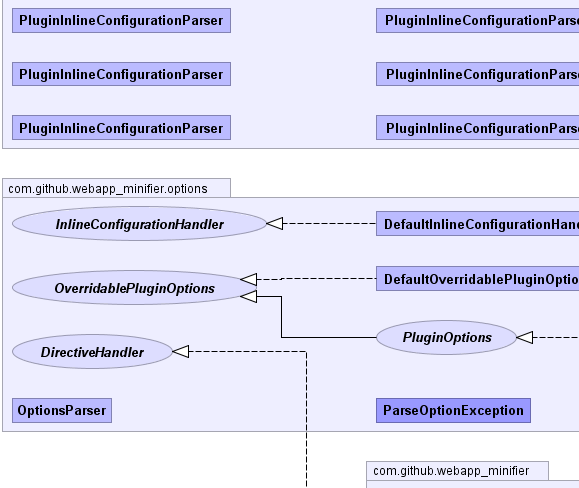 PluginInlineConfigurationParser PluginInlineConfigurationParse
PluginInlineConfigurationParser PluginInlineConfigurationParse
PluginInlineConfigurationParser PluginInlineConfigurationParse
com.github.webapp_minifier.options
InlineConfigurationHandler DefaultInlineConfigurationHand
OverridablePluginOptions DefaultOverridablePluginOptio
PluginOptions
DirectiveHandler
OptionsParser ParseOptionException
com.github.webapp_minifier